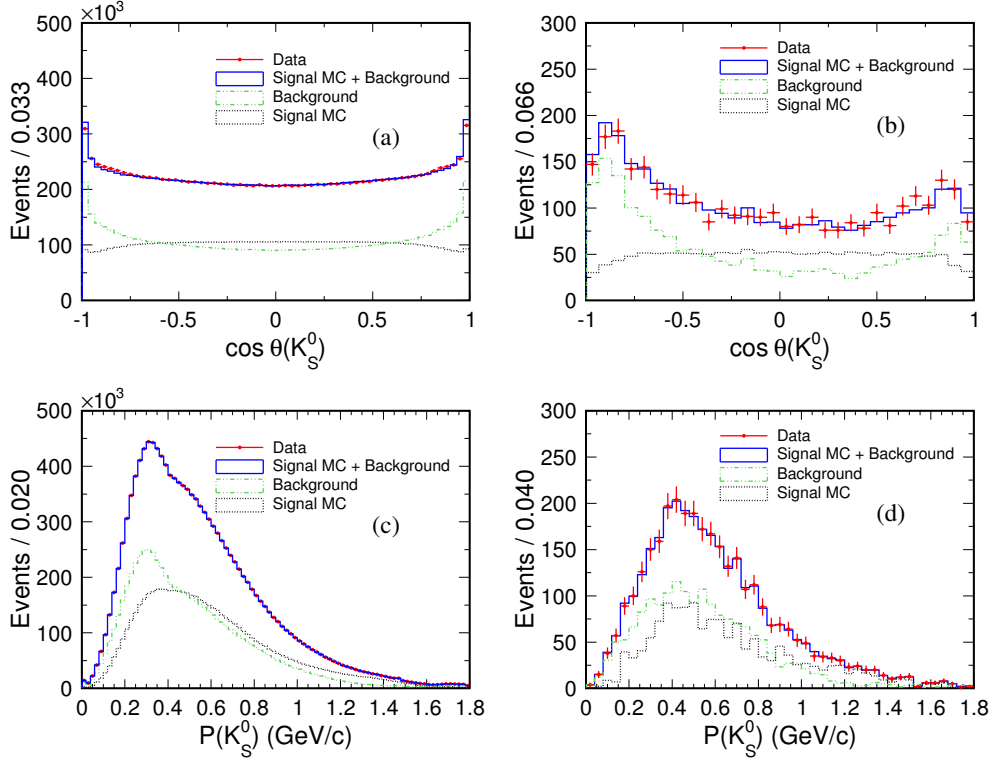 ×10³
500
400
300
200
100
0
Events / 0.033
Data
Signal MC + Background
Background
Signal MC
(a)
-1 -0.5 0 0.5 1
cos θ(K⁰_S)
300
250
200
150
100
50
0
Events / 0.066
Data
Signal MC + Background
Background
Signal MC
(b)
-1 -0.5 0 0.5 1
cos θ(K⁰_S)
×10³
500
400
300
200
100
0
Events / 0.020
Data
Signal MC + Background
Background
Signal MC
(c)
0 0.2 0.4 0.6 0.8 1.0 1.2 1.4 1.6 1.8
P(K⁰_S) (GeV/c)
300
250
200
150
100
50
0
Events / 0.040
Data
Signal MC + Background
Background
Signal MC
(d)
0 0.2 0.4 0.6 0.8 1.0 1.2 1.4 1.6 1.8
P(K⁰_S) (GeV/c)